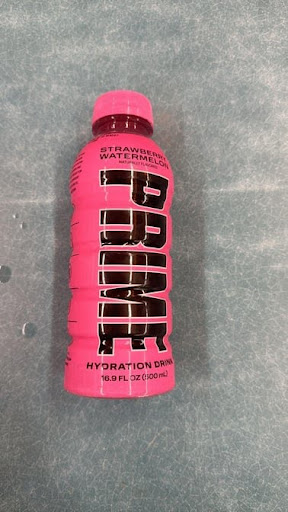 STRAWBERRY
WATERMELON
PRIME
HYDRATION DRINK
16.9 FL OZ (500 mL)